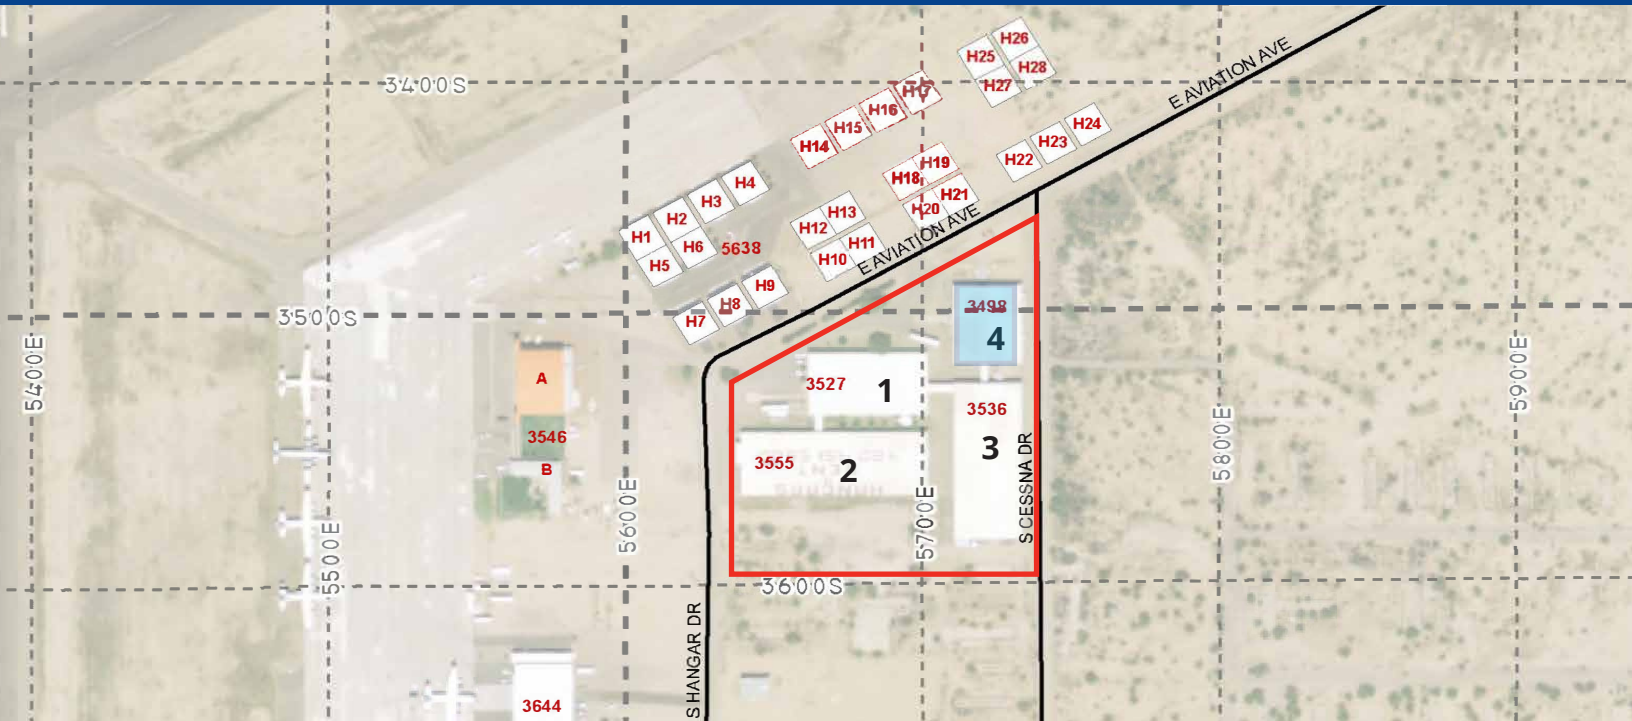 H26
H25
H28
H27
E AVIATION AVE
3400S
H17
H16
H15
H14
H24
H23
H22
H19
H18
H21
H20
H4
H3
H2
H1
H6
H5
5638
H13
H12
H11
H10
E AVIATION AVE
H9
H8
H7
3500S
3498
4
5400E
A
3546
B
3527
1
3536
3
3555
2
5500E
5600E
5700E
S CESSNA DR
5800E
5900E
3600S
S HANGAR DR
3644